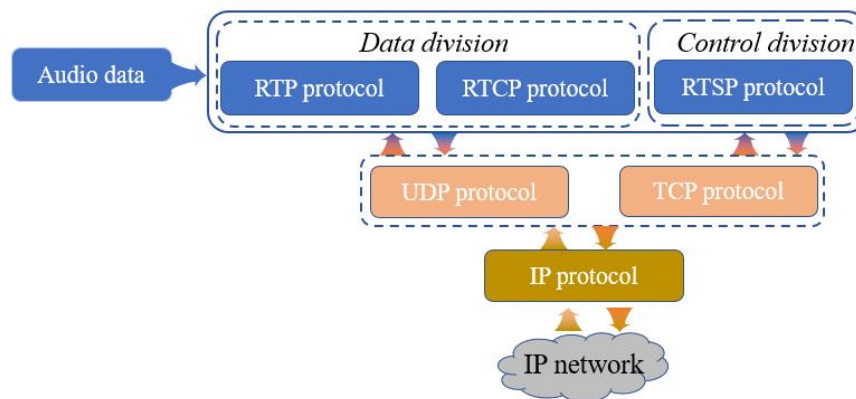 Data division
Control division
Audio data
RTP protocol
RTCP protocol
RTSP protocol
UDP protocol
TCP protocol
IP protocol
IP network